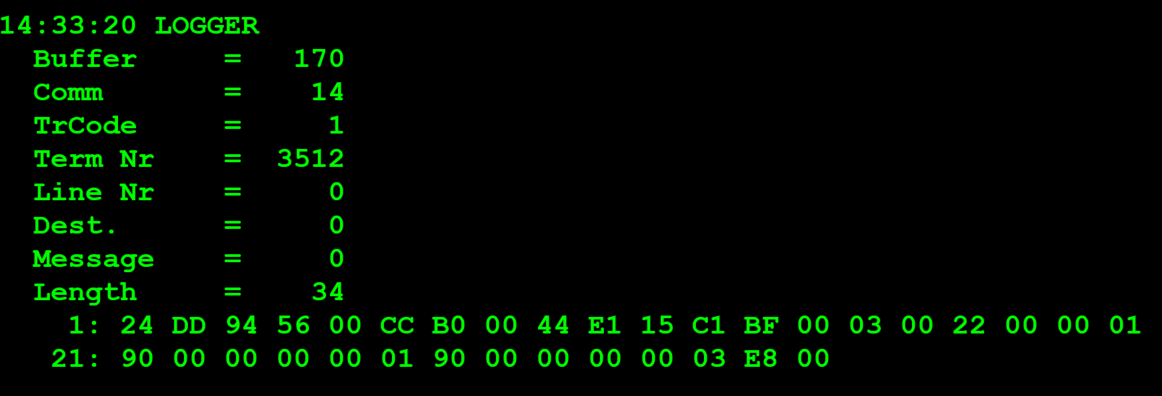 14:33:20 LOGGER
Buffer = 170
Comm = 14
TrCode = 1
Term Nr = 3512
Line Nr = 0
Dest. = 0
Message = 0
Length = 34
1: 24 DD 94 56 00 CC B0 00 44 E1 15 C1 BF 00 03 00 22 00 00 01
21: 90 00 00 00 00 01 90 00 00 00 00 03 E8 00